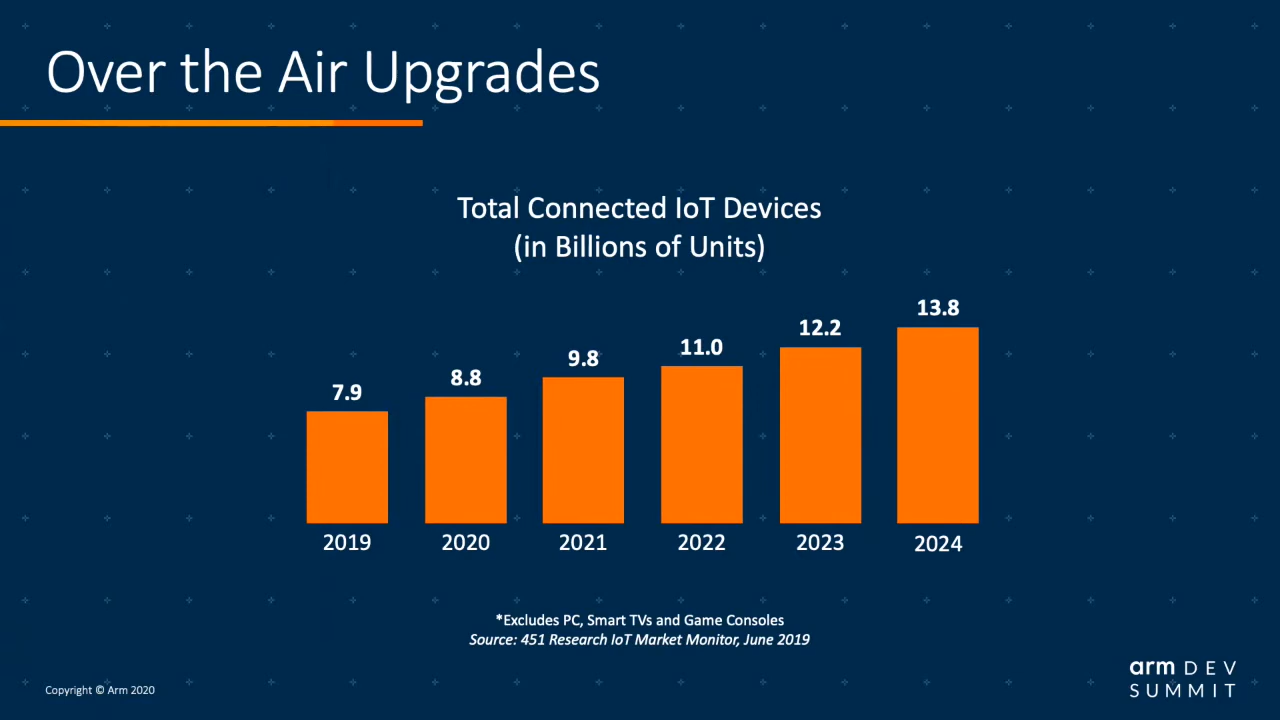 Over the Air Upgrades
Total Connected IoT Devices
(in Billions of Units)
7.9
8.8
9.8
11.0
12.2
13.8
2019
2020
2021
2022
2023
2024
*Excludes PC, Smart TVs and Game Consoles
Source: 451 Research IoT Market Monitor, June 2019
Copyright © Arm 2020
arm DEV
SUMMIT